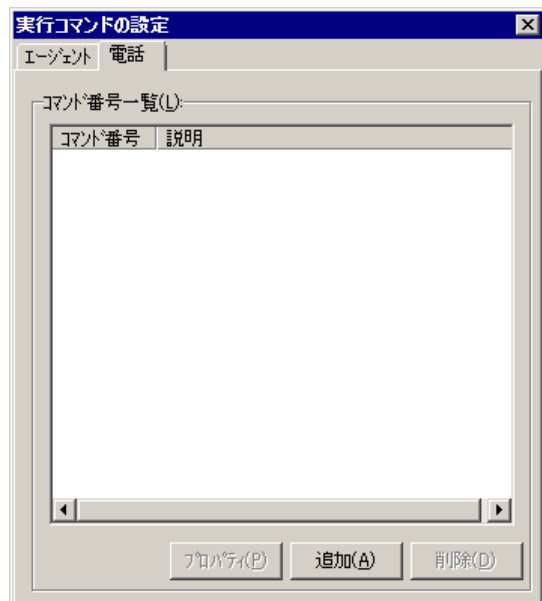 実行コマンドの設定
ｴｰｼﾞｪﾝﾄ 電話
ｺﾏﾝﾄﾞ番号一覧(L):
ｺﾏﾝﾄﾞ番号 説明
ﾌﾟﾛﾊﾟﾃｨ(P) 追加(A) 削除(D)